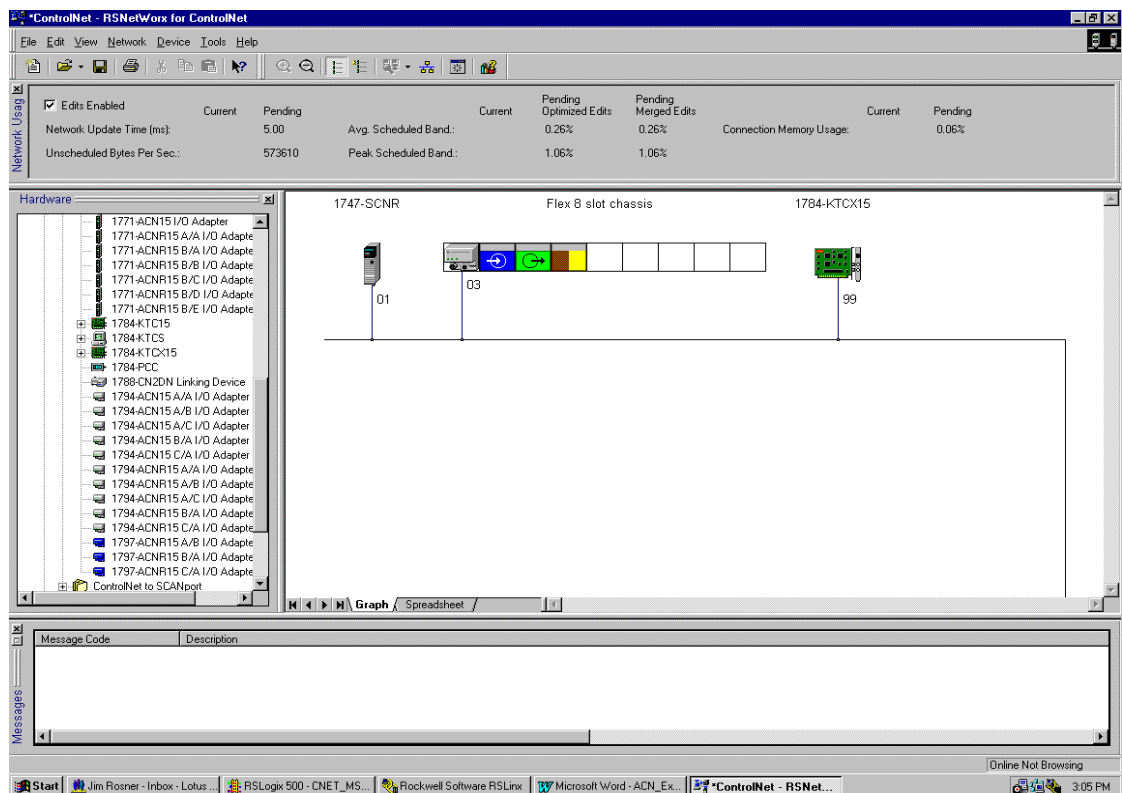 *ControlNet - RSNetWorx for ControlNet
File Edit View Network Device Tools Help
Network Usag
Edits Enabled
Current Pending Current Pending Optimized Edits Pending Merged Edits Current Pending
Network Update Time (ms): 5.00 Avg. Scheduled Band.: 0.26% 0.26% Connection Memory Usage: 0.06%
Unscheduled Bytes Per Sec.: 573610 Peak Scheduled Band.: 1.06% 1.06%
Hardware
1771-ACN15 I/O Adapter
1771-ACNR15 A/A I/O Adapte
1771-ACNR15 B/A I/O Adapte
1771-ACNR15 B/B I/O Adapte
1771-ACNR15 B/C I/O Adapte
1771-ACNR15 B/D I/O Adapte
1771-ACNR15 B/E I/O Adapte
1784-KTC15
1784-KTCS
1784-KTCX15
1784-PCC
1788-CN2DN Linking Device
1794-ACN15 A/A I/O Adapter
1794-ACN15 A/B I/O Adapter
1794-ACN15 A/C I/O Adapter
1794-ACN15 B/A I/O Adapter
1794-ACN15 C/A I/O Adapter
1794-ACNR15 A/A I/O Adapte
1794-ACNR15 A/B I/O Adapte
1794-ACNR15 A/C I/O Adapte
1794-ACNR15 B/A I/O Adapte
1794-ACNR15 C/A I/O Adapte
1797-ACNR15 A/B I/O Adapte
1797-ACNR15 B/A I/O Adapte
1797-ACNR15 C/A I/O Adapte
ControlNet to SCANport
1747-SCNR Flex 8 slot chassis 1784-KTCX15
01 03 99
Graph Spreadsheet
Messages
Message Code Description
Online Not Browsing
Start Jim Rosner - Inbox - Lotus ... RSLogix 500 - CNET_MS... Rockwell Software RSLinx Microsoft Word - ACN_Ex... *ControlNet - RSNet... 3:05 PM